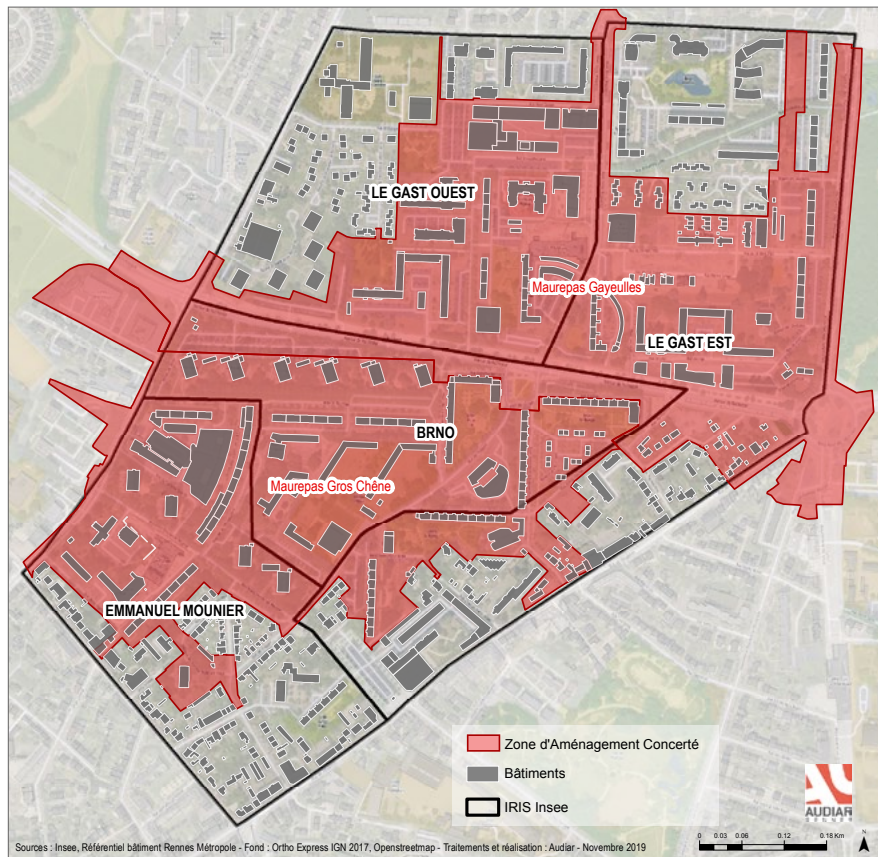 LE GAST OUEST
Maurepas Gayeulles
LE GAST EST
BRNO
Maurepas Gros Chêne
EMMANUEL MOUNIER
Zone d'Aménagement Concerté
Bâtiments
IRIS Insee
AUDIAR
RENNES
0 0.03 0.06 0.12 0.18 Km
N
Sources : Insee, Référentiel bâtiment Rennes Métropole - Fond : Ortho Express IGN 2017, Openstreetmap - Traitements et réalisation : Audiar - Novembre 2019